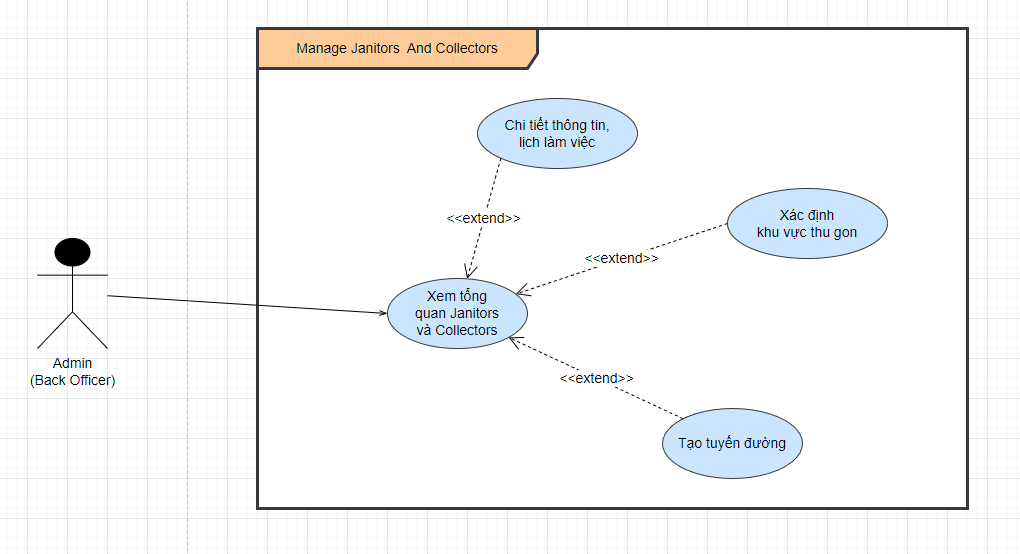 Manage Janitors And Collectors
Chi tiết thông tin,
lịch làm việc
<<extend>>
Xác định
khu vực thu gon
<<extend>>
Xem tổng
quan Janitors
và Collectors
Admin
(Back Officer)
<<extend>>
Tạo tuyến đường